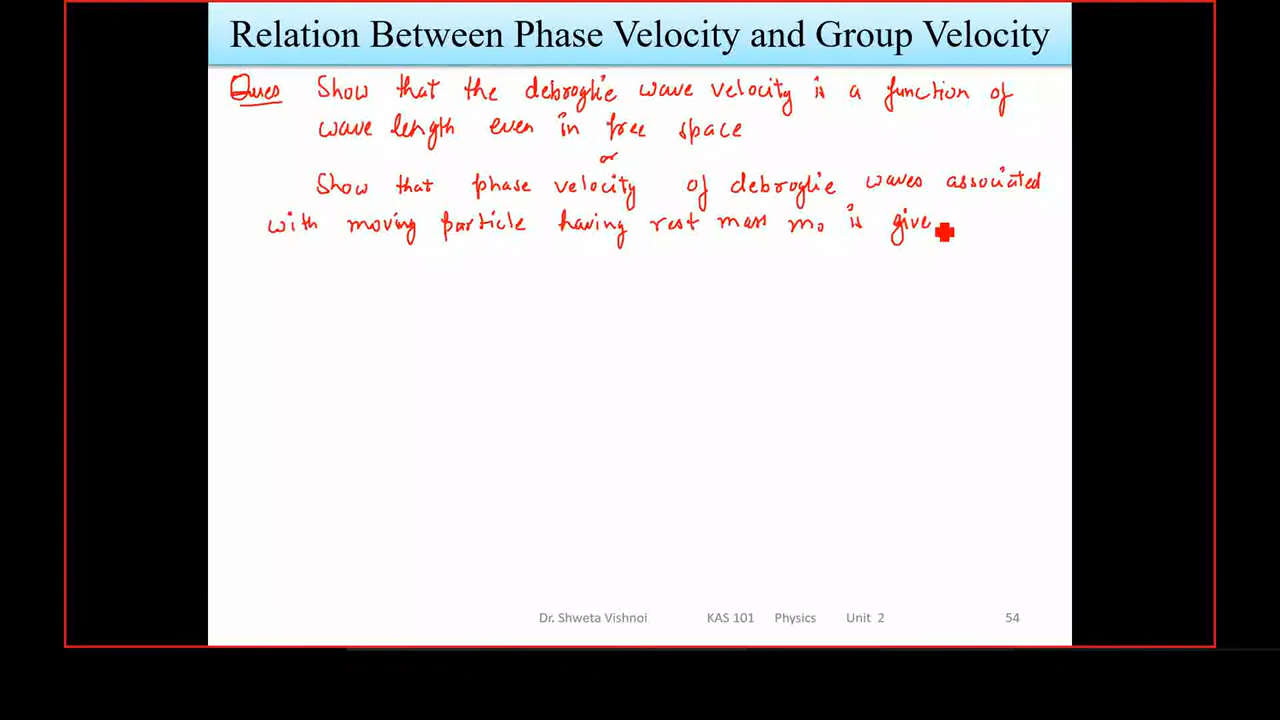 Relation Between Phase Velocity and Group Velocity
Ques Show that the debroglie wave velocity is a function of
wave length even in free space
or
Show that phase velocity of debroglie waves associated
with moving particle having rest mass m₀ is give
Dr. Shweta Vishnoi KAS 101 Physics Unit 2 54